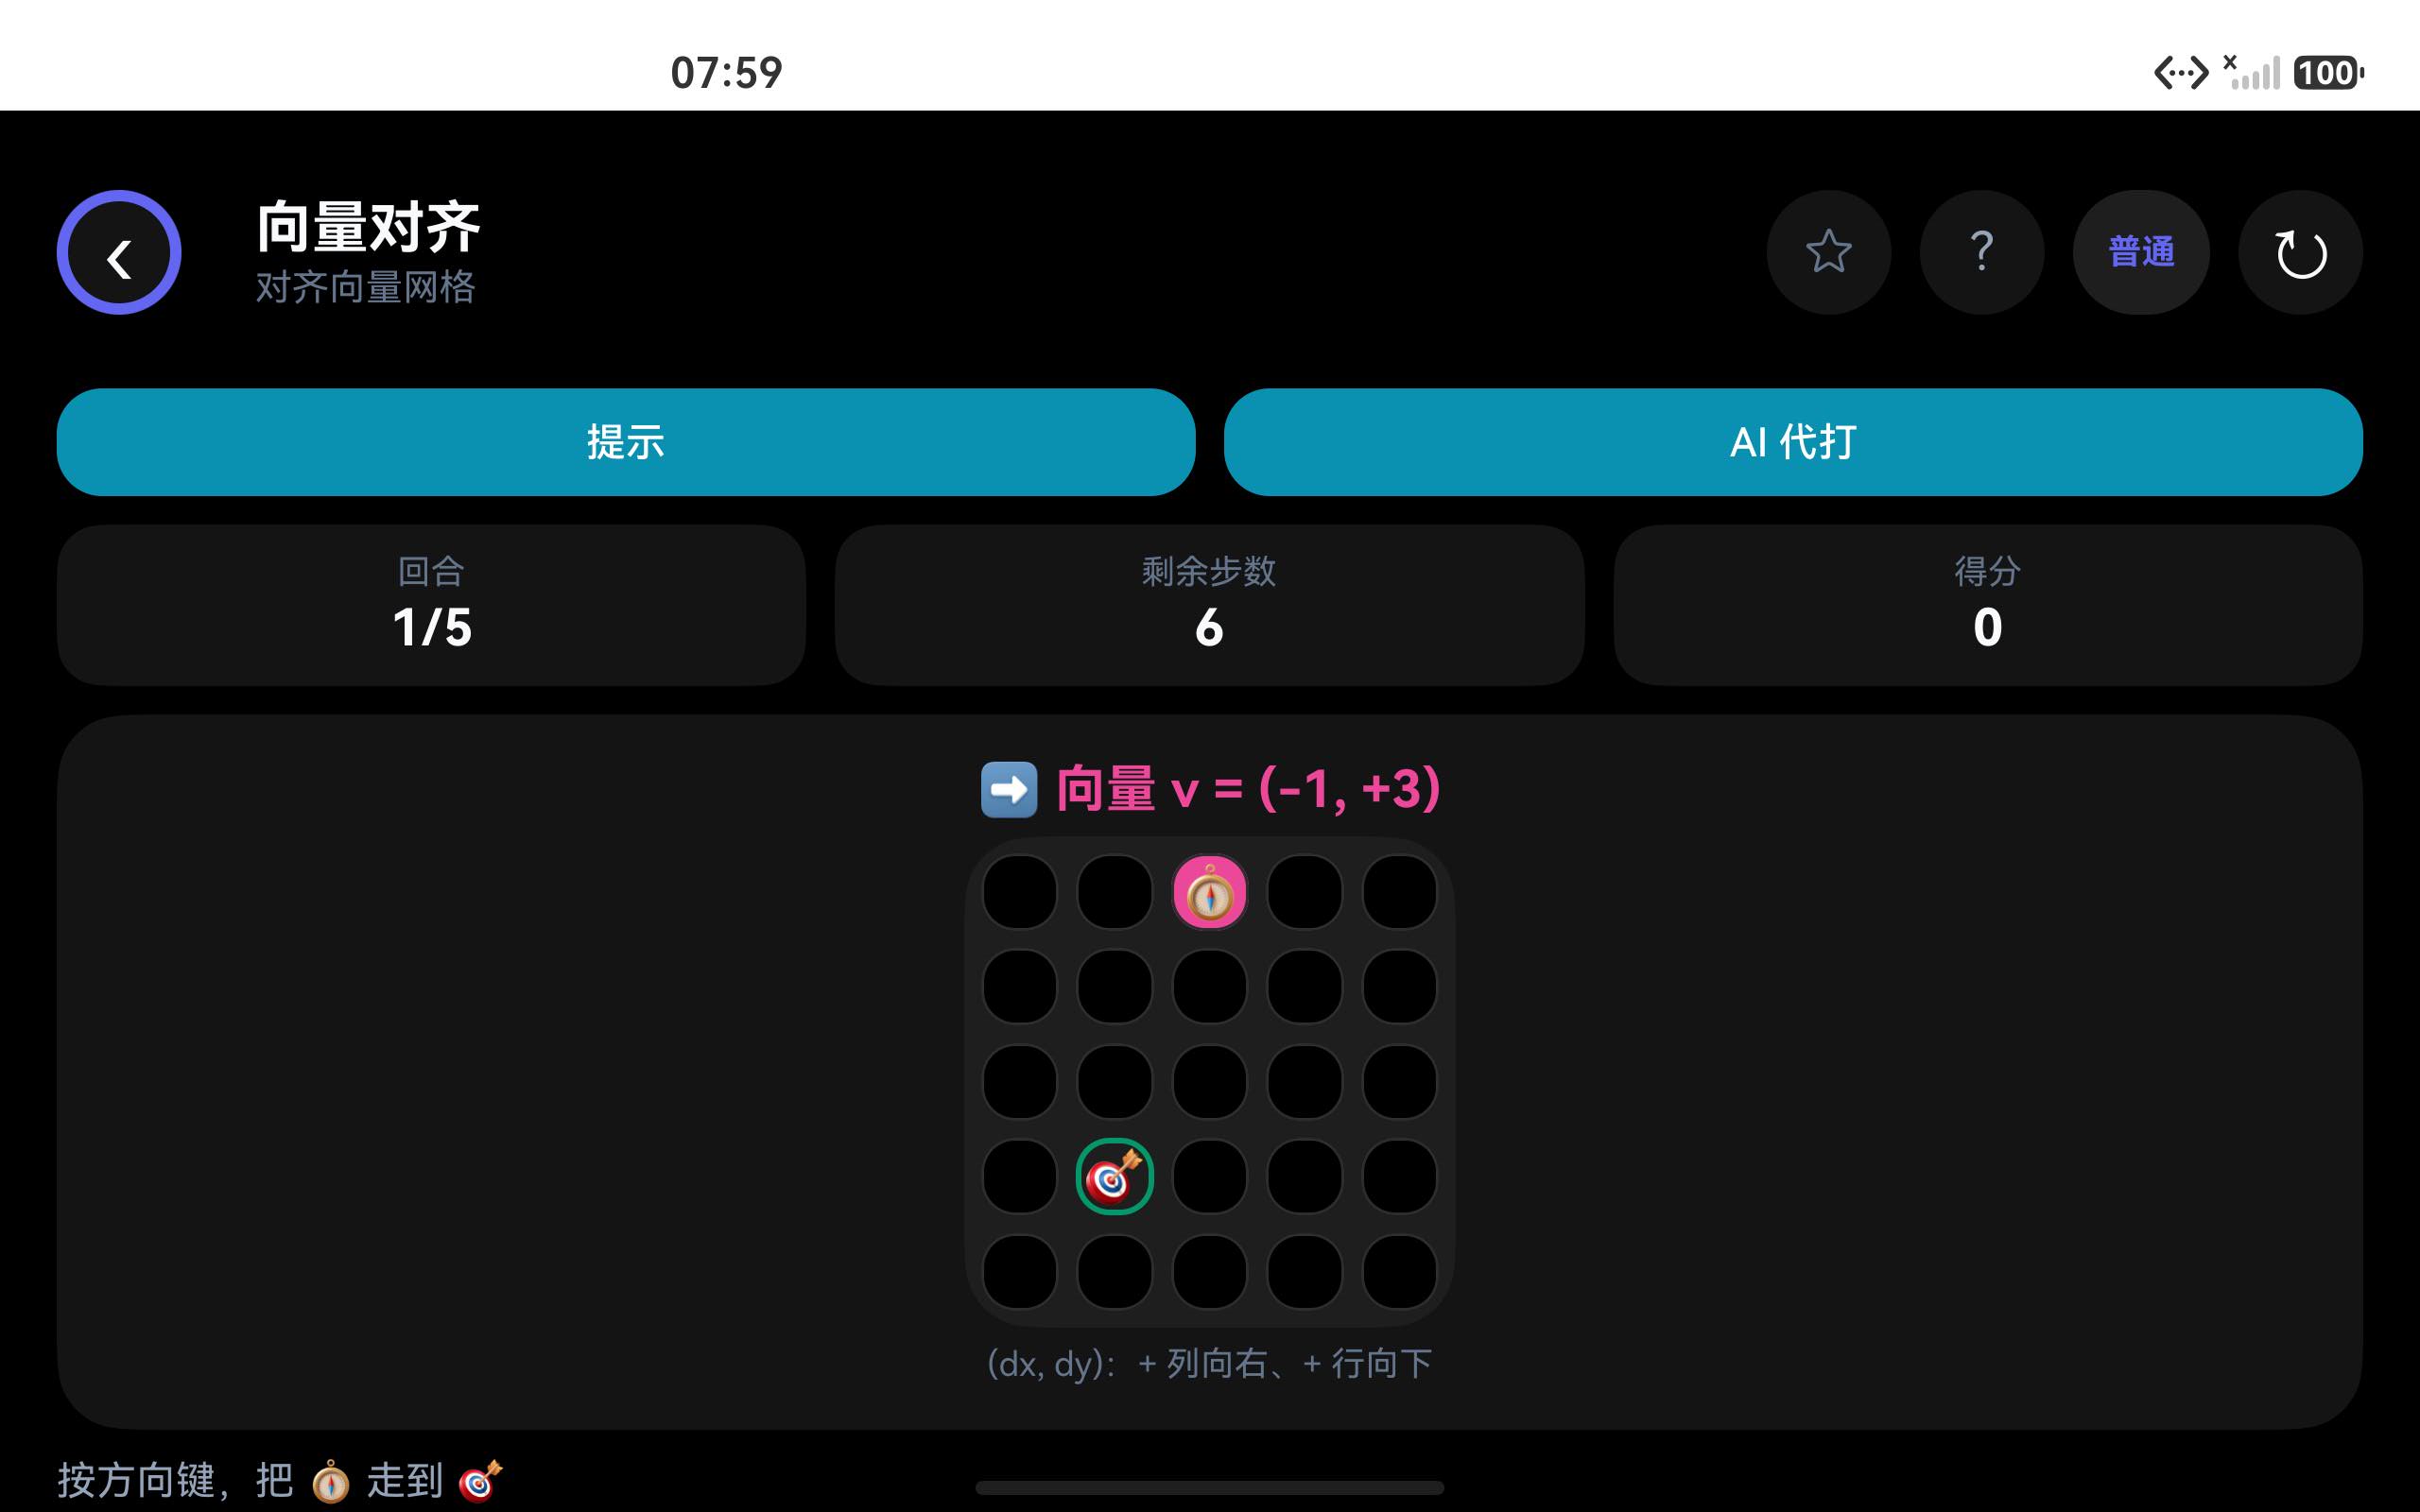 07:59
100
向量对齐
对齐向量网格
?
普通
提示
AI 代打
回合
1/5
剩余步数
6
得分
0
➡️ 向量 v = (-1, +3)
(dx, dy): + 列向右、+ 行向下
按方向键，把 🧭 走到 🎯